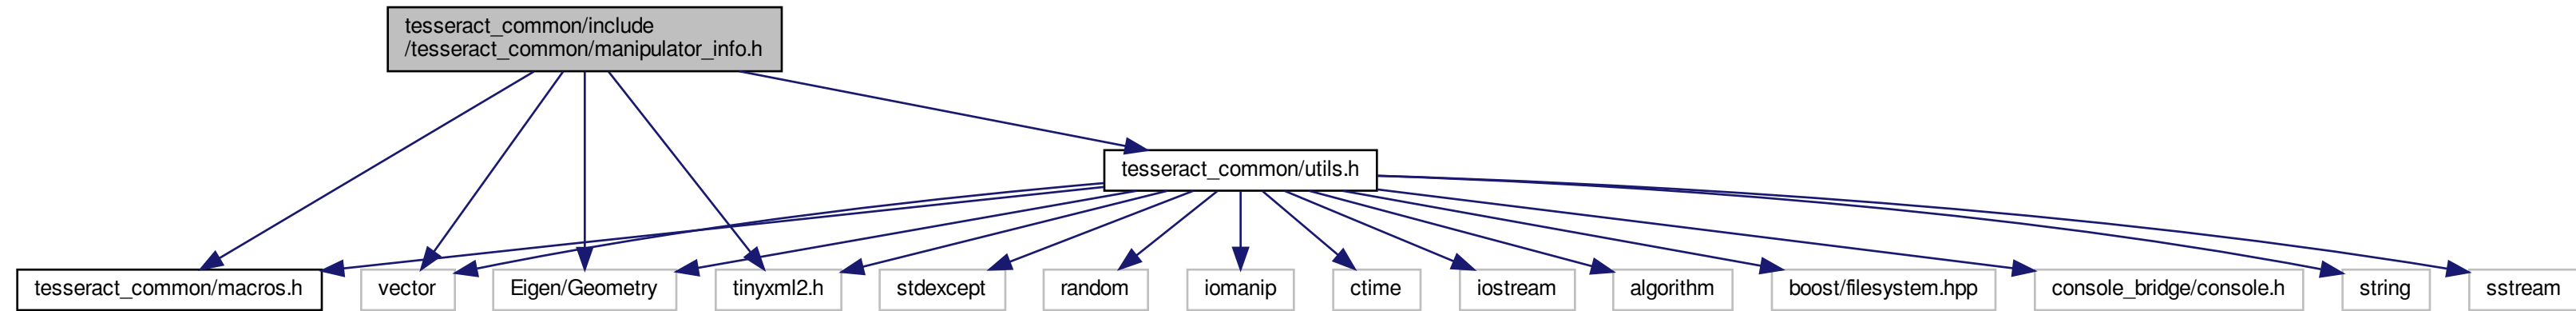 tesseract_common/include
/tesseract_common/manipulator_info.h
tesseract_common/utils.h
tesseract_common/macros.h
vector
Eigen/Geometry
tinyxml2.h
stdexcept
random
iomanip
ctime
iostream
algorithm
boost/filesystem.hpp
console_bridge/console.h
string
sstream